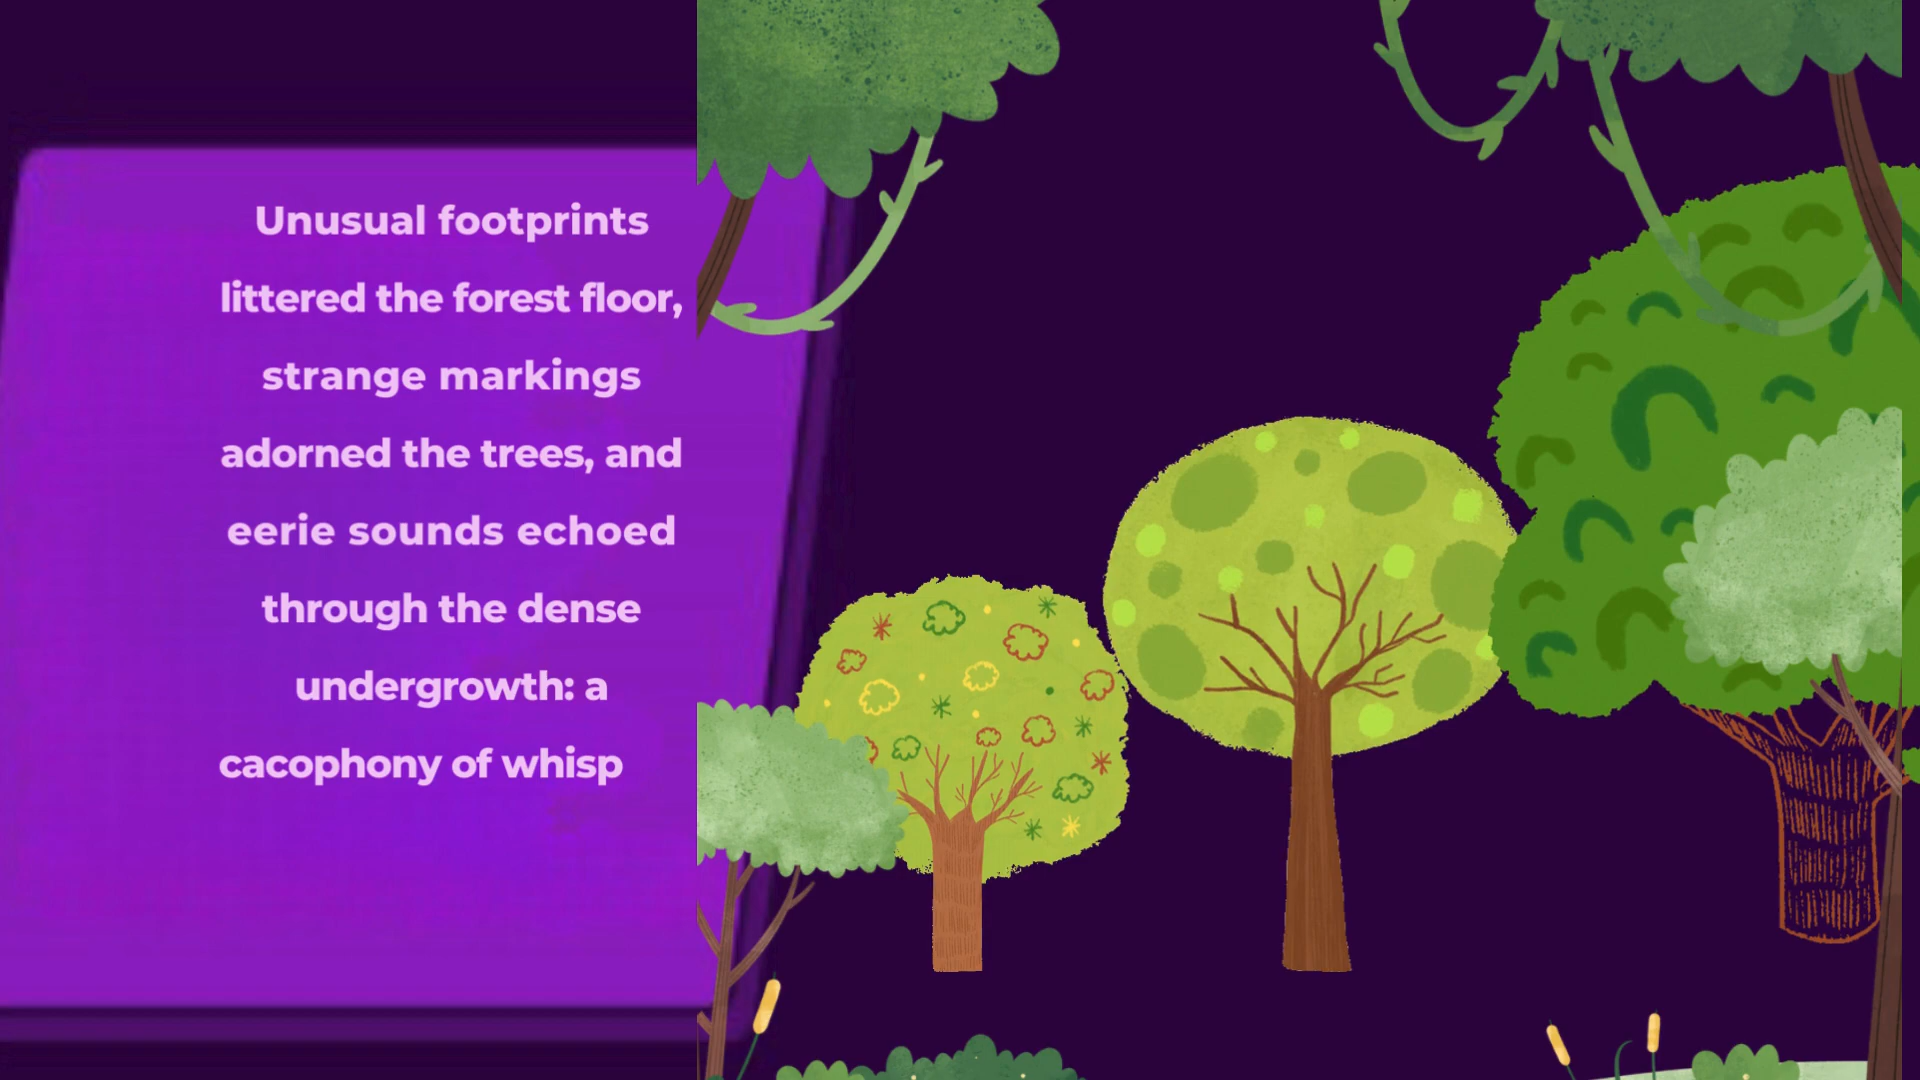 Unusual footprints
littered the forest floor,
strange markings
adorned the trees, and
eerie sounds echoed
through the dense
undergrowth: a
cacophony of whisp